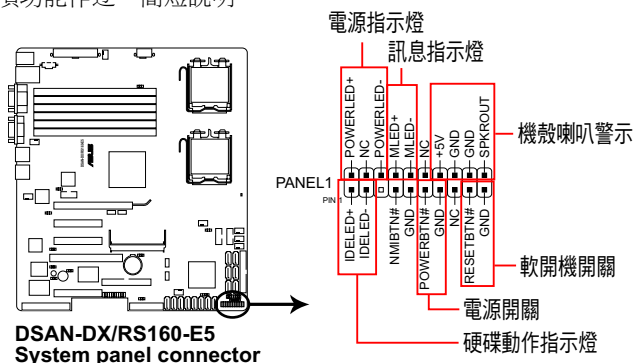 電源指示燈
訊息指示燈
POWERLED+
NC
POWERLED-
MLED+
MLED-
NC
+5V
GND
GND
SPKROUT
機殼喇叭警示
PANEL1
PIN 1
IDELED+
IDELED-
NMIBTN#
GND
POWERBTN#
GND
NC
RESETBTN#
GND
軟開機開關
電源開關
硬碟動作指示燈
ASUS
DSAN-DX/RS160-E5
System panel connector